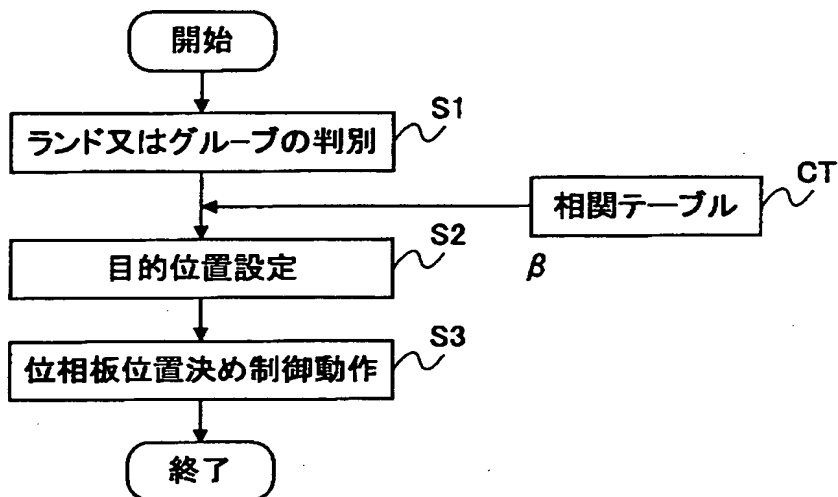 開始
S1
ランド又はグルーブの判別
CT
相関テーブル
S2
目的位置設定
β
S3
位相板位置決め制御動作
終了